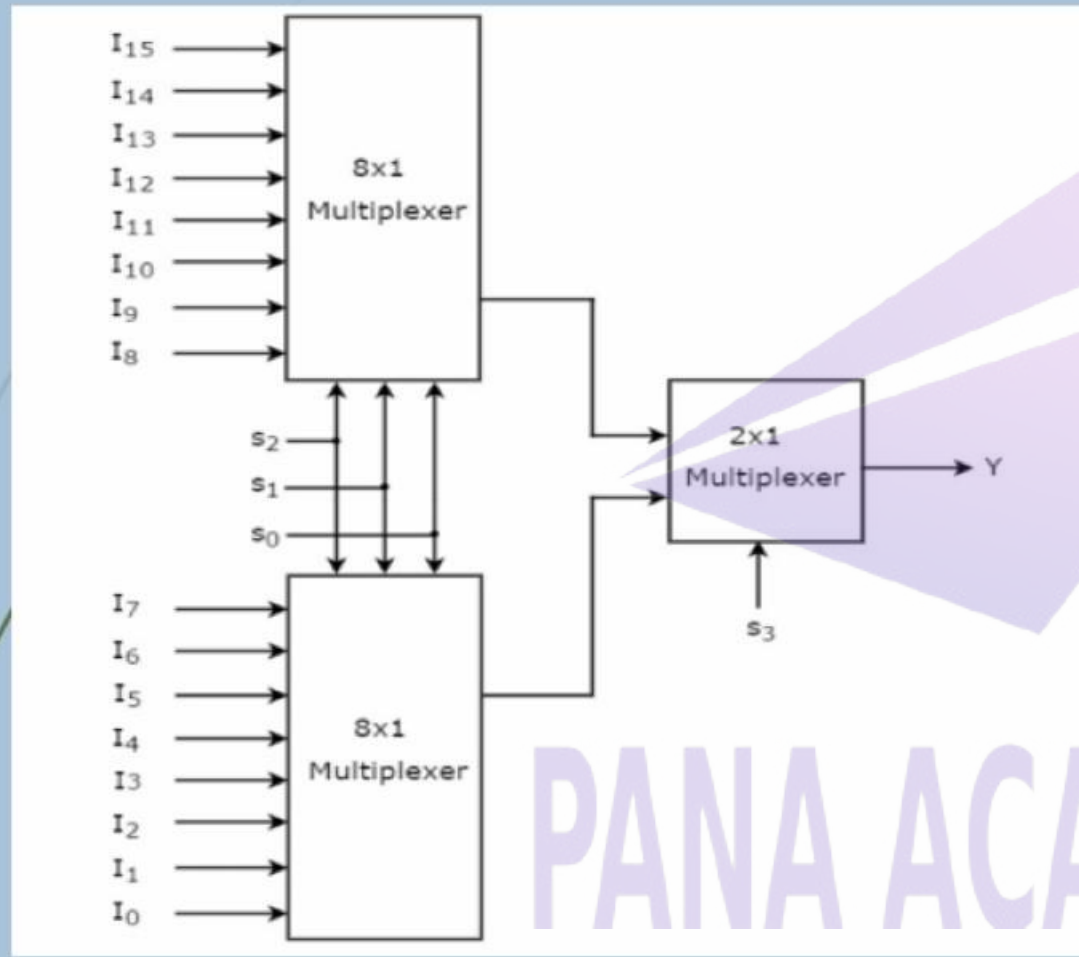 I15
I14
I13
I12
I11
I10
I9
I8
8x1
Multiplexer
s2
s1
s0
2x1
Multiplexer
Y
s3
I7
I6
I5
I4
I3
I2
I1
I0
8x1
Multiplexer
PANA ACA